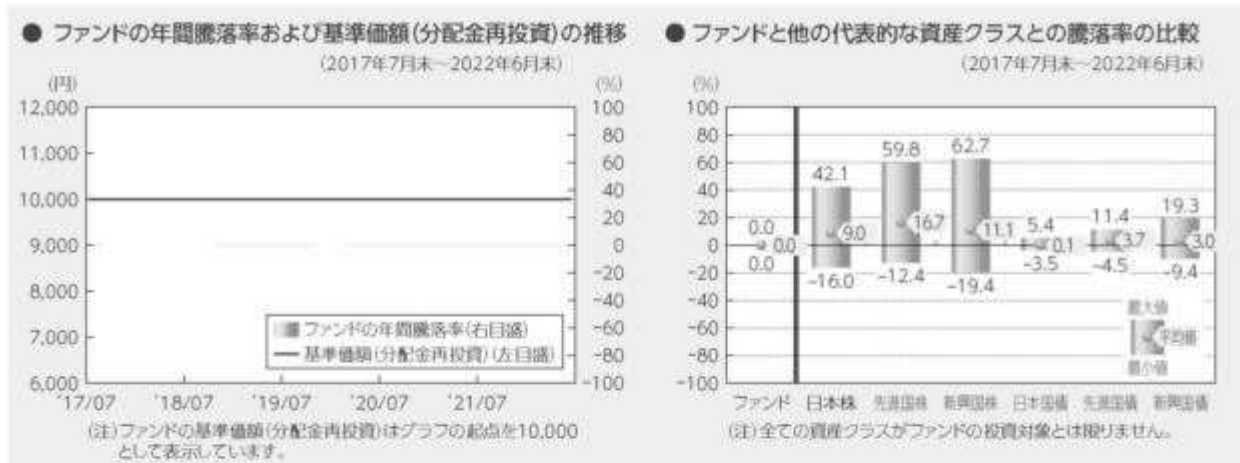 ● ファンドの年間騰落率および基準価額(分配金再投資)の推移
(2017年7月末～2022年6月末)
(円)
(%)
12,000
11,000
10,000
9,000
8,000
7,000
6,000
100
80
60
40
20
0
-20
-40
-60
-80
-100
ファンドの年間騰落率(右目盛)
基準価額(分配金再投資)(左目盛)
'17/07 '18/07 '19/07 '20/07 '21/07
(注)ファンドの基準価額(分配金再投資)はグラフの起点を10,000
として表示しています。
● ファンドと他の代表的な資産クラスとの騰落率の比較
(2017年7月末～2022年6月末)
(%)
100
80
60
40
20
0
-20
-40
-60
-80
-100
0.0 42.1 59.8 62.7 5.4 11.4 19.3
0.0 9.0 16.7 11.1 0.1 3.7 3.0
0.0 -16.0 -12.4 -19.4 -3.5 -4.5 -9.4
最大値
平均値
最小値
ファンド 日本株 先進国株 新興国株 日本国債 先進国債 新興国債
(注)全ての資産クラスがファンドの投資対象とは限りません。